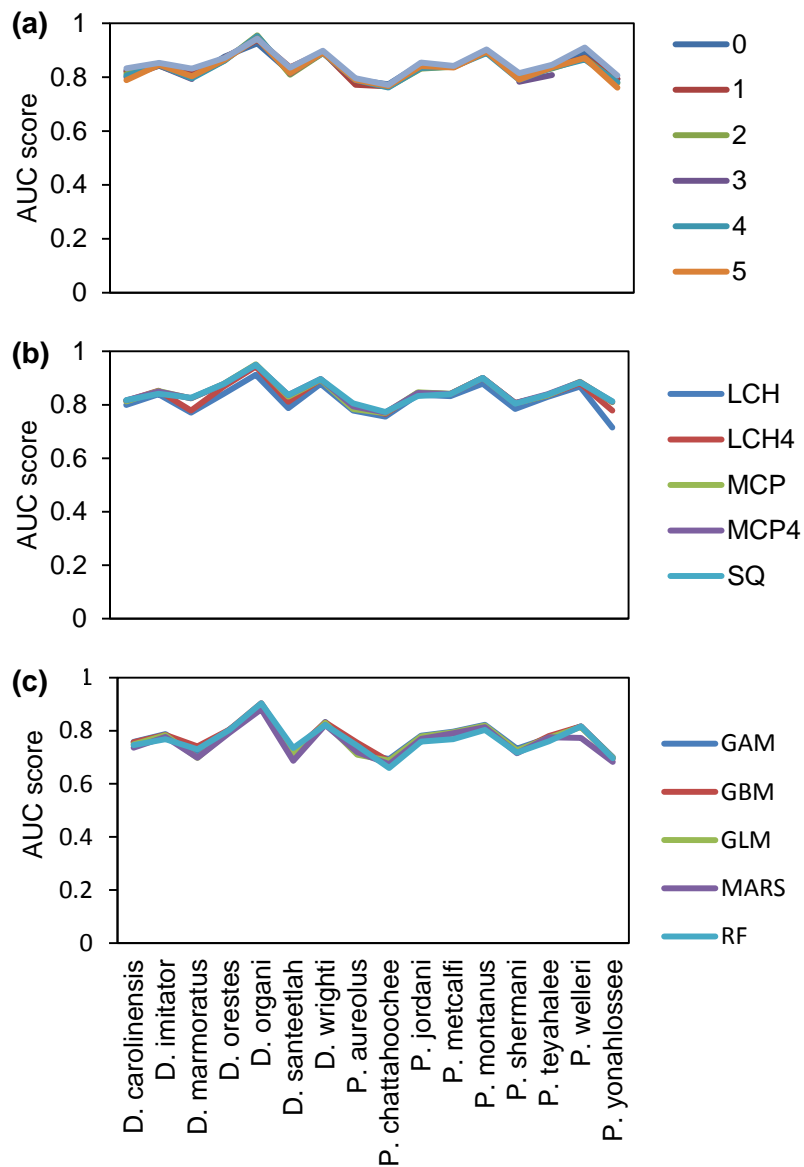 (a)
AUC score
1
0.8
0.6
0.4
0.2
0
0
1
2
3
4
5
(b)
AUC score
1
0.8
0.6
0.4
0.2
0
LCH
LCH4
MCP
MCP4
SQ
(c)
AUC score
1
0.8
0.6
0.4
0.2
0
GAM
GBM
GLM
MARS
RF
D. carolinensis
D. imitator
D. marmoratus
D. orestes
D. organi
D. santeetlah
D. wrighti
P. aureolus
P. chattahoochee
P. jordani
P. metcalfi
P. montanus
P. shermani
P. teyahalee
P. welleri
P. yonahlossee